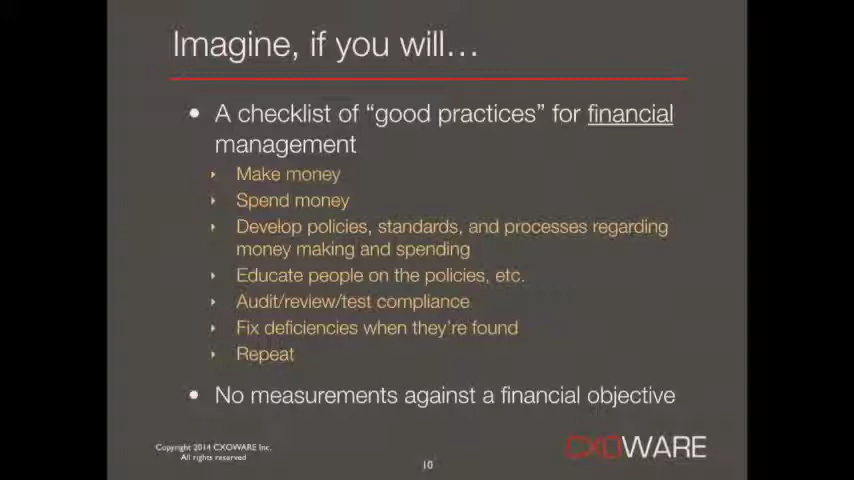 Imagine, if you will…
• A checklist of “good practices” for financial
management
‣ Make money
‣ Spend money
‣ Develop policies, standards, and processes regarding
money making and spending
‣ Educate people on the policies, etc.
‣ Audit/review/test compliance
‣ Fix deficiencies when they’re found
‣ Repeat
• No measurements against a financial objective
Copyright 2014 CXOWARE Inc.
All rights reserved
10
CXOWARE